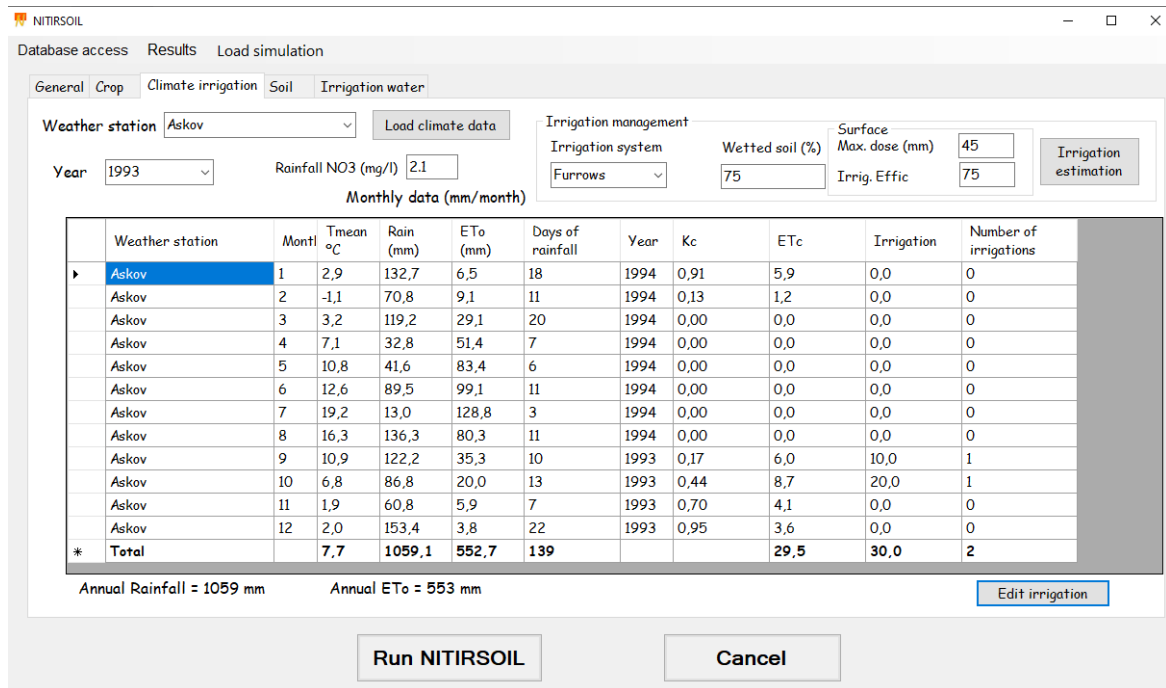 NITIRSOIL
Database access Results Load simulation
General Crop Climate irrigation Soil Irrigation water
Weather station Askov Load climate data
Year 1993 Rainfall NO3 (mg/l) 2.1
Irrigation management
Irrigation system Wetted soil (%)
Furrows 75
Surface
Max. dose (mm) 45
Irrig. Effic 75
Irrigation estimation
Monthly data (mm/month)
Weather station Montl Tmean ºC Rain (mm) ETo (mm) Days of rainfall Year Kc ETc Irrigation Number of irrigations
Askov 1 2,9 132,7 6,5 18 1994 0,91 5,9 0,0 0
Askov 2 -1,1 70,8 9,1 11 1994 0,13 1,2 0,0 0
Askov 3 3,2 119,2 29,1 20 1994 0,00 0,0 0,0 0
Askov 4 7,1 32,8 51,4 7 1994 0,00 0,0 0,0 0
Askov 5 10,8 41,6 83,4 6 1994 0,00 0,0 0,0 0
Askov 6 12,6 89,5 99,1 11 1994 0,00 0,0 0,0 0
Askov 7 19,2 13,0 128,8 3 1994 0,00 0,0 0,0 0
Askov 8 16,3 136,3 80,3 11 1994 0,00 0,0 0,0 0
Askov 9 10,9 122,2 35,3 10 1993 0,17 6,0 10,0 1
Askov 10 6,8 86,8 20,0 13 1993 0,44 8,7 20,0 1
Askov 11 1,9 60,8 5,9 7 1993 0,70 4,1 0,0 0
Askov 12 2,0 153,4 3,8 22 1993 0,95 3,6 0,0 0
* Total 7,7 1059,1 552,7 139 29,5 30,0 2
Annual Rainfall = 1059 mm Annual ETo = 553 mm
Edit irrigation
Run NITIRSOIL Cancel